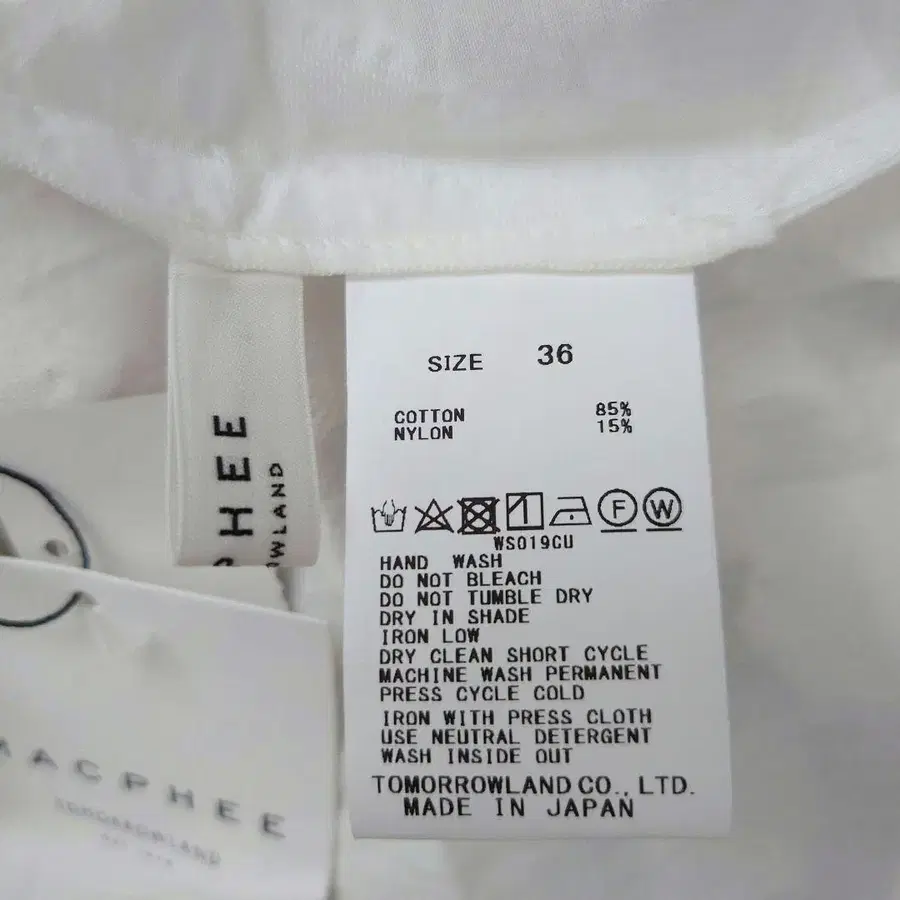 SIZE 36
COTTON 85%
NYLON 15%
F W
WS019CU
HAND WASH
DO NOT BLEACH
DO NOT TUMBLE DRY
DRY IN SHADE
IRON LOW
DRY CLEAN SHORT CYCLE
MACHINE WASH PERMANENT
PRESS CYCLE COLD
IRON WITH PRESS CLOTH
USE NEUTRAL DETERGENT
WASH INSIDE OUT
TOMORROWLAND CO., LTD.
MADE IN JAPAN
PHEE
OWLAND
MACPHEE
TOMORROWLAND